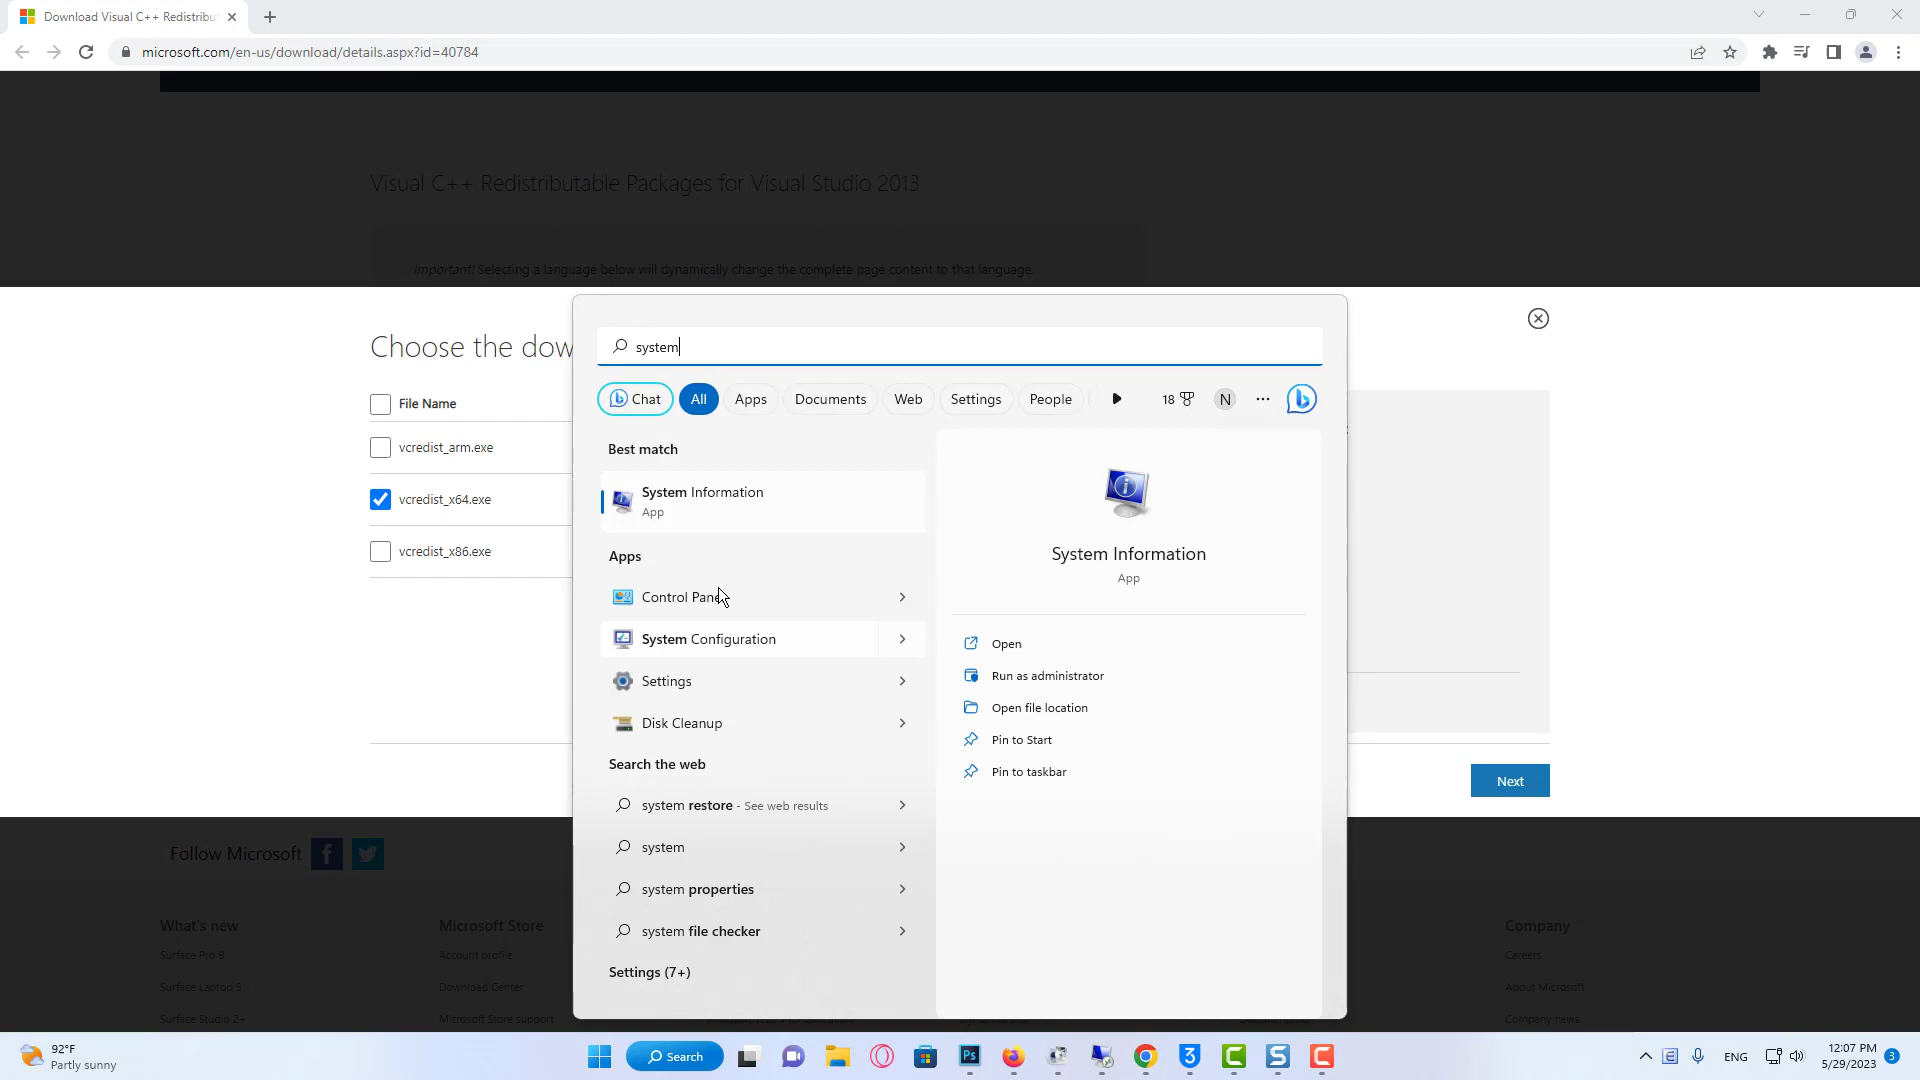 Download Visual C++ Redistribut
microsoft.com/en-us/download/details.aspx?id=40784
Visual C++ Redistributable Packages for Visual Studio 2013
Important! Selecting a language below will dynamically change the complete page content to that language.
Choose the dow
File Name
vcredist_arm.exe
vcredist_x64.exe
vcredist_x86.exe
system
Chat
All
Apps
Documents
Web
Settings
People
18
N
Best match
System Information
App
Apps
Control Pane
System Configuration
Settings
Disk Cleanup
Search the web
system restore - See web results
system
system properties
system file checker
Settings (7+)
System Information
App
Open
Run as administrator
Open file location
Pin to Start
Pin to taskbar
Next
Follow Microsoft
What's new
Surface Pro 9
Surface Laptop 5
Surface Studio 2+
Microsoft Store
Account profile
Download Center
Microsoft Store support
Company
Careers
About Microsoft
Company news
92°F
Partly sunny
Search
Ps
ENG
12:07 PM
5/29/2023
3